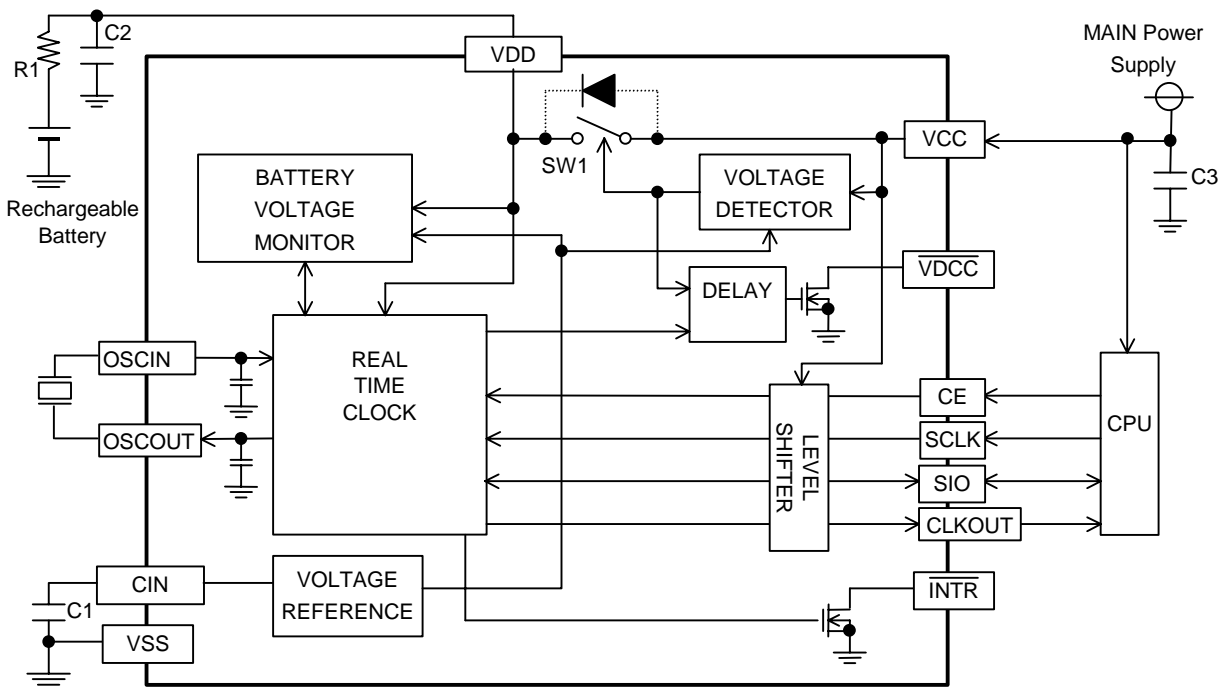 C2
R1
Rechargeable
Battery
VDD
MAIN Power
Supply
SW1
VCC
C3
BATTERY
VOLTAGE
MONITOR
VOLTAGE
DETECTOR
VDCC
DELAY
OSCIN
OSCOUT
REAL
TIME
CLOCK
LEVEL
SHIFTER
CE
SCLK
SIO
CLKOUT
CPU
CIN
C1
VSS
VOLTAGE
REFERENCE
INTR